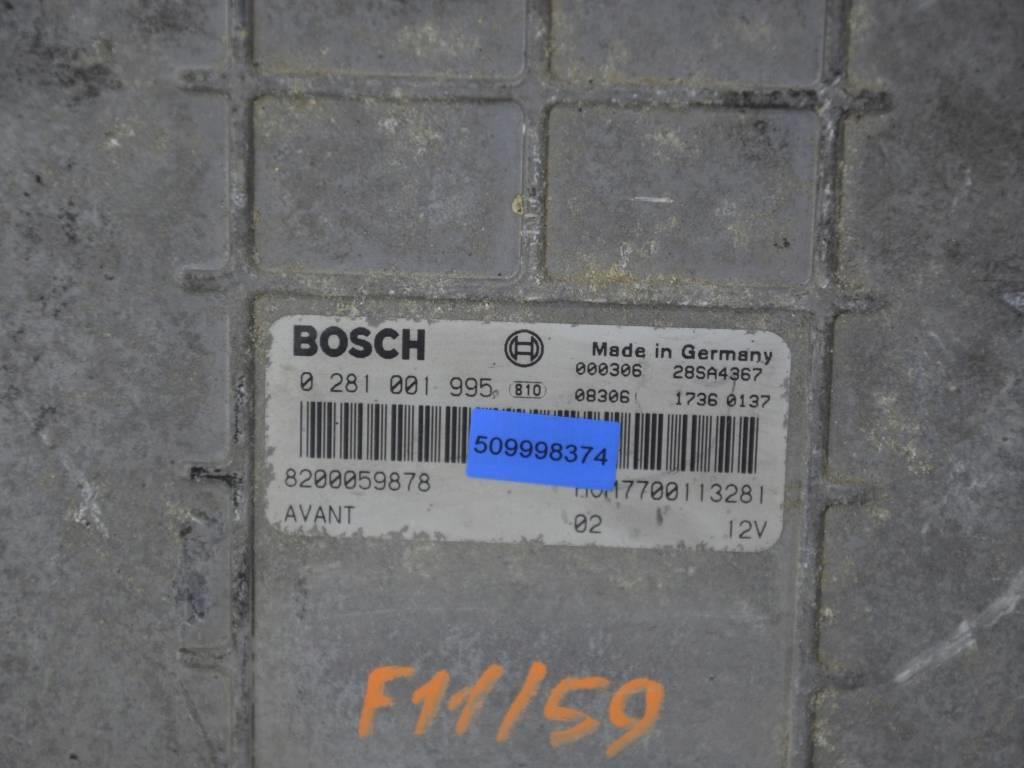 BOSCH
Made in Germany
000306 28SA4367
0 281 001 995 810
08306 1736 0137
509998374
8200059878
7700113281
AVANT 02 12V
F11/59